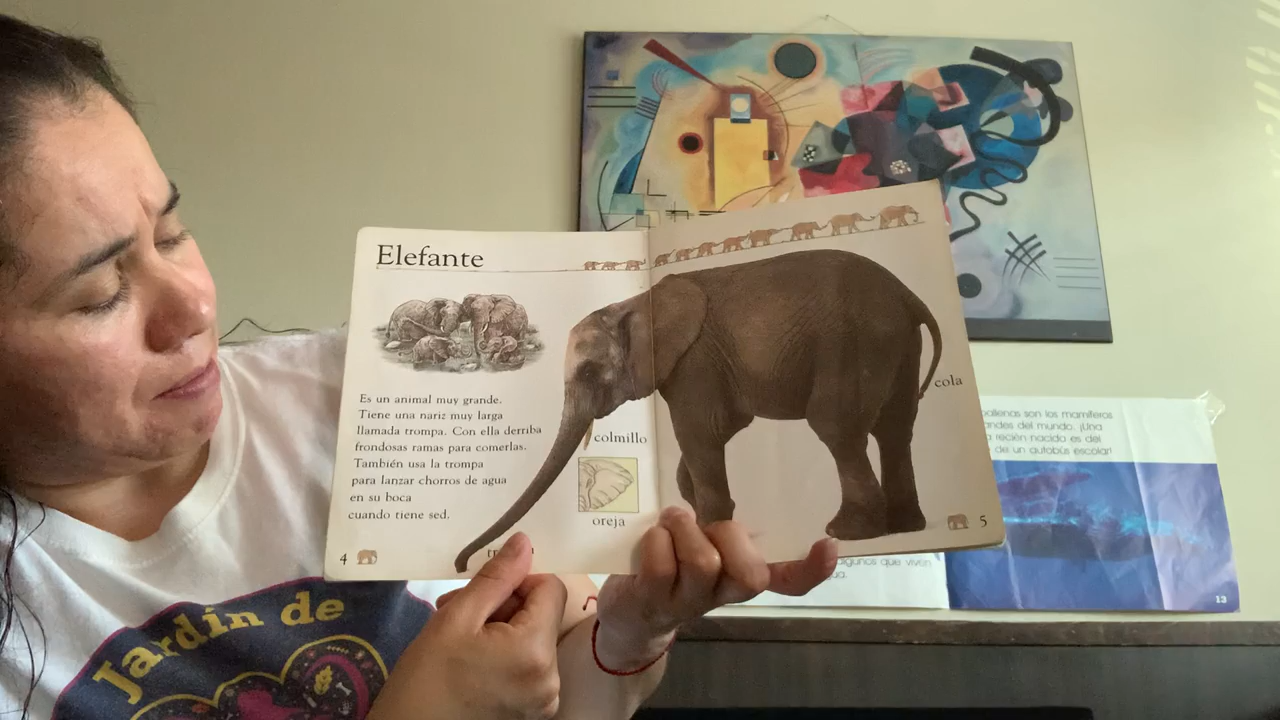 Elefante
Es un animal muy grande.
Tiene una nariz muy larga
llamada trompa. Con ella derriba
frondosas ramas para comerlas.
También usa la trompa
para lanzar chorros de agua
en su boca
cuando tiene sed.
4
colmillo
oreja
cola
5
Jardín de
ballenas son los mamíferos
del mundo. ¡Una
recién nacido es del
de un autobús escolar!
algunos que viven
13